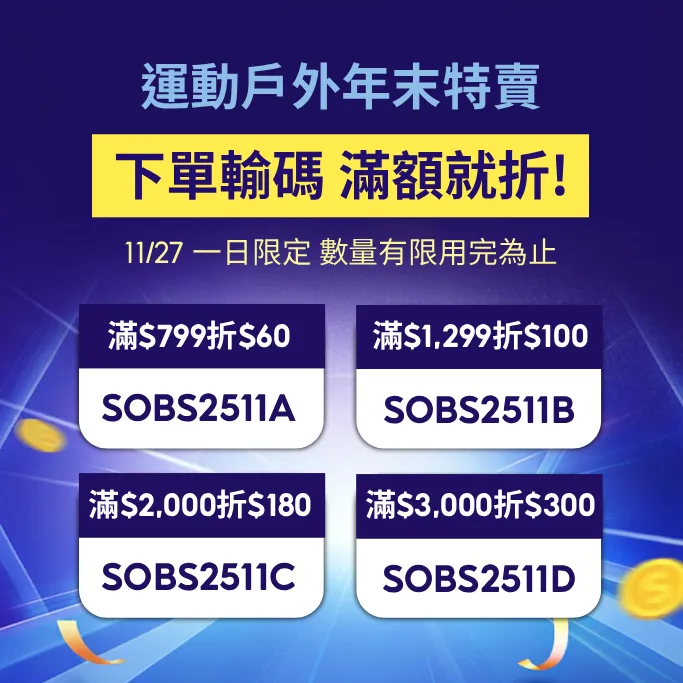 運動戶外年末特賣
下單輸碼 滿額就折!
11/27 一日限定 數量有限用完為止
滿$799折$60
SOBS2511A
滿$1,299折$100
SOBS2511B
滿$2,000折$180
SOBS2511C
滿$3,000折$300
SOBS2511D